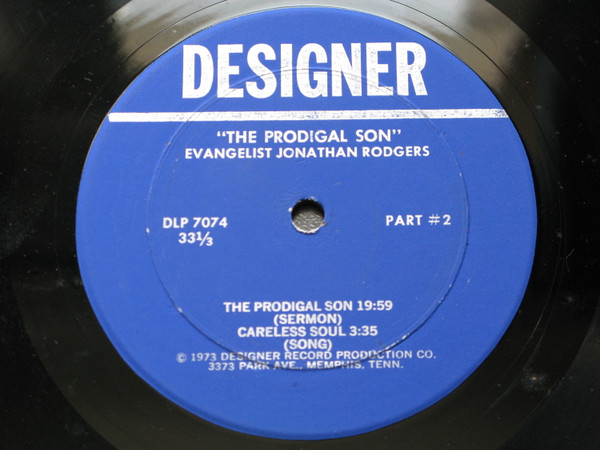 DESIGNER
"THE PRODIGAL SON"
EVANGELIST JONATHAN RODGERS
DLP 7074 PART #2
33⅓
THE PRODIGAL SON 19:59
(SERMON)
CARELESS SOUL 3:35
(SONG)
© 1973 DESIGNER RECORD PRODUCTION CO.
3373 PARK AVE., MEMPHIS, TENN.